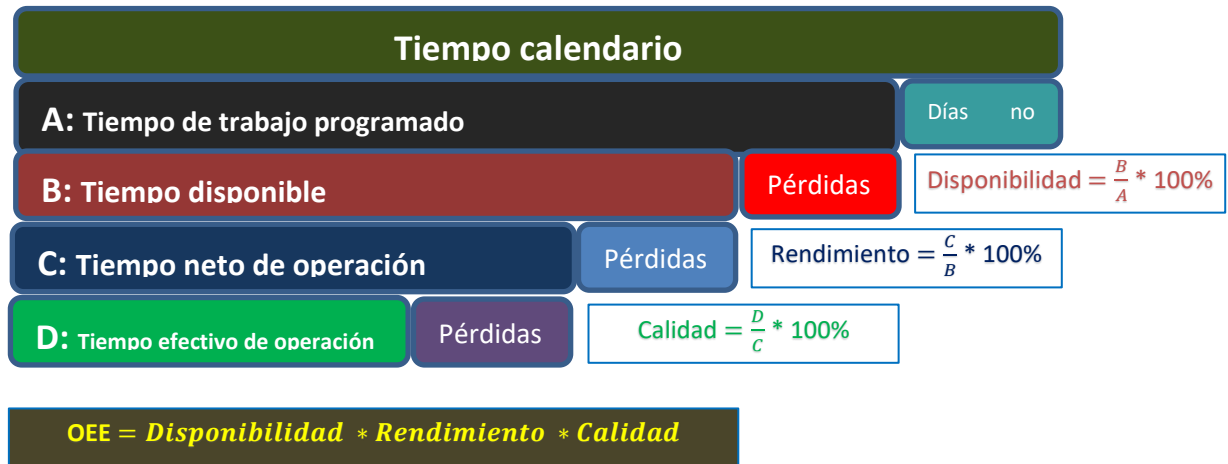 Tiempo calendario
A: Tiempo de trabajo programado
Días no
B: Tiempo disponible
Pérdidas
Disponibilidad = B/A * 100%
C: Tiempo neto de operación
Pérdidas
Rendimiento = C/B * 100%
D: Tiempo efectivo de operación
Pérdidas
Calidad = D/C * 100%
OEE = Disponibilidad * Rendimiento * Calidad